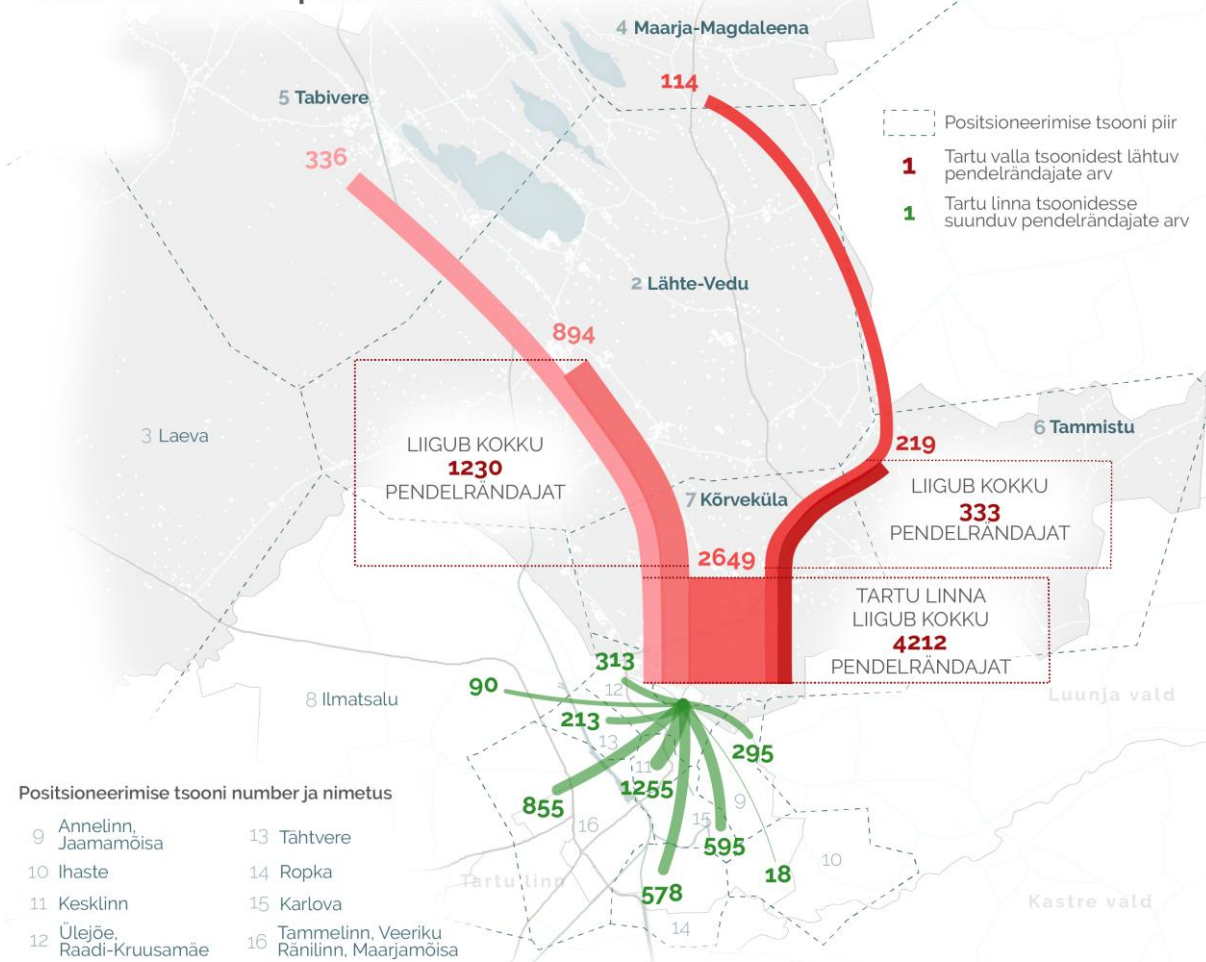 4 Maarja-Magdaleena
114
5 Tabivere
336
Positsioneerimise tsooni piir
1 Tartu valla tsoonidest lähtuv
pendelrändajate arv
1 Tartu linna tsoonidesse
suunduv pendelrändajate arv
2 Lähte-Vedu
894
3 Laeva
6 Tammistu
219
LIIGUB KOKKU
1230
PENDELRÄNDAJAT
LIIGUB KOKKU
333
PENDELRÄNDAJAT
7 Kõrveküla
2649
TARTU LINNA
LIIGUB KOKKU
4212
PENDELRÄNDAJAT
8 Ilmatsalu
Luunja vald
313
90
12
213
13
295
11
1255
855
9
16
15
595
10
18
578
Tartu linn
14
Kastre vald
Positsioneerimise tsooni number ja nimetus
9 Annelinn,
Jaamamõisa
10 Ihaste
11 Kesklinn
12 Ülejõe,
Raadi-Kruusamäe
13 Tähtvere
14 Ropka
15 Karlova
16 Tammelinn, Veeriku
Ränilinn, Maarjamõisa